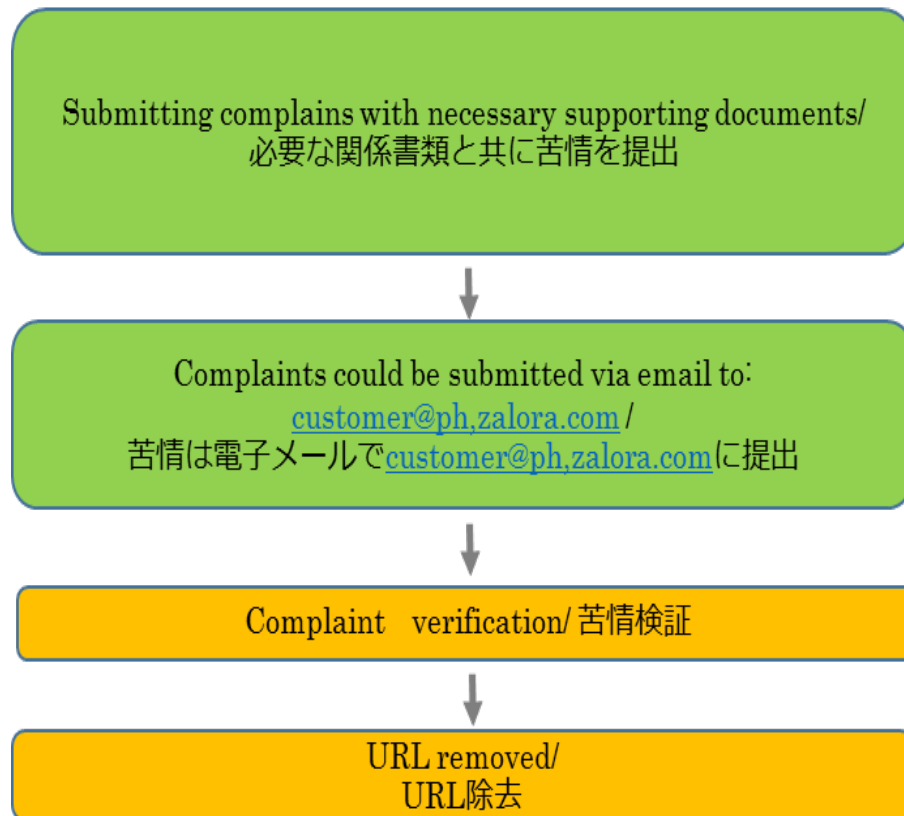 Submitting complains with necessary supporting documents/
必要な関係書類と共に苦情を提出
Complaints could be submitted via email to:
customer@ph,zalora.com /
苦情は電子メールでcustomer@ph,zalora.comに提出
Complaint verification/ 苦情検証
URL removed/
URL除去